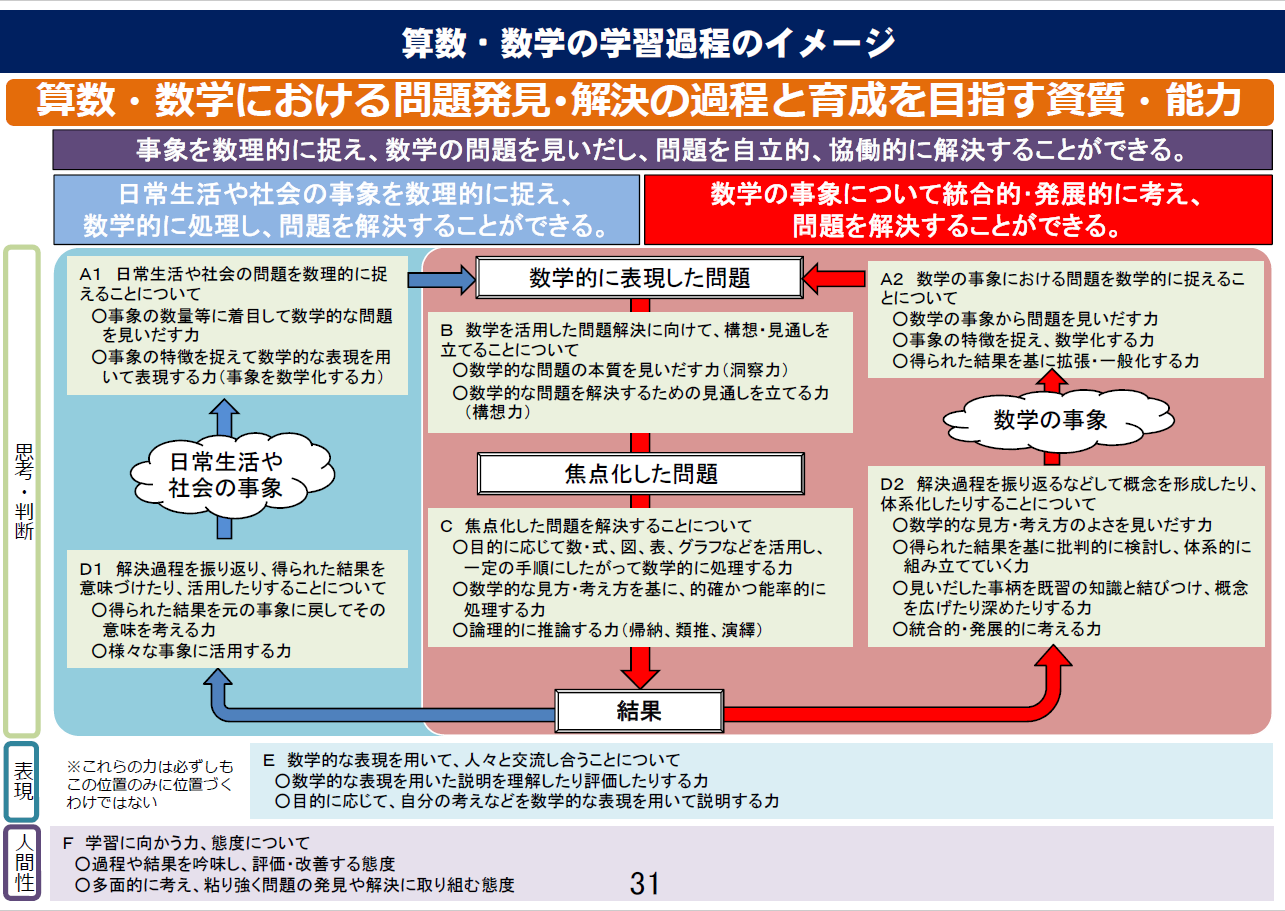 算数・数学の学習過程のイメージ
算数・数学における問題発見・解決の過程と育成を目指す資質・能力
事象を数理的に捉え、数学の問題を見いだし、問題を自立的、協働的に解決することができる。
日常生活や社会の事象を数理的に捉え、
数学的に処理し、問題を解決することができる。
数学の事象について統合的・発展的に考え、
問題を解決することができる。
思考・判断
A1 日常生活や社会の問題を数理的に捉
えることについて
○事象の数量等に着目して数学的な問題
を見いだす力
○事象の特徴を捉えて数学的な表現を用
いて表現する力（事象を数学化する力）
日常生活や
社会の事象
D1 解決過程を振り返り、得られた結果を
意味づけたり、活用したりすることについて
○得られた結果を元の事象に戻してその
意味を考える力
○様々な事象に活用する力
数学的に表現した問題
B 数学を活用した問題解決に向けて、構想・見通しを
立てることについて
○数学的な問題の本質を見いだす力（洞察力）
○数学的な問題を解決するための見通しを立てる力
（構想力）
焦点化した問題
C 焦点化した問題を解決することについて
○目的に応じて数・式、図、表、グラフなどを活用し、
一定の手順にしたがって数学的に処理する力
○数学的な見方・考え方を基に、的確かつ能率的に
処理する力
○論理的に推論する力（帰納、類推、演繹）
結果
A2 数学の事象における問題を数学的に捉えるこ
とについて
○数学の事象から問題を見いだす力
○事象の特徴を捉え、数学化する力
○得られた結果を基に拡張・一般化する力
数学の事象
D2 解決過程を振り返るなどして概念を形成したり、
体系化したりすることについて
○数学的な見方・考え方のよさを見いだす力
○得られた結果を基に批判的に検討し、体系的に
組み立てていく力
○見いだした事柄を既習の知識と結びつけ、概念
を広げたり深めたりする力
○統合的・発展的に考える力
表現
※これらの力は必ずしも
この位置のみに位置づく
わけではない
E 数学的な表現を用いて、人々と交流し合うことについて
○数学的な表現を用いた説明を理解したり評価したりする力
○目的に応じて、自分の考えなどを数学的な表現を用いて説明する力
人間性
F 学習に向かう力、態度について
○過程や結果を吟味し、評価・改善する態度
○多面的に考え、粘り強く問題の発見や解決に取り組む態度
31